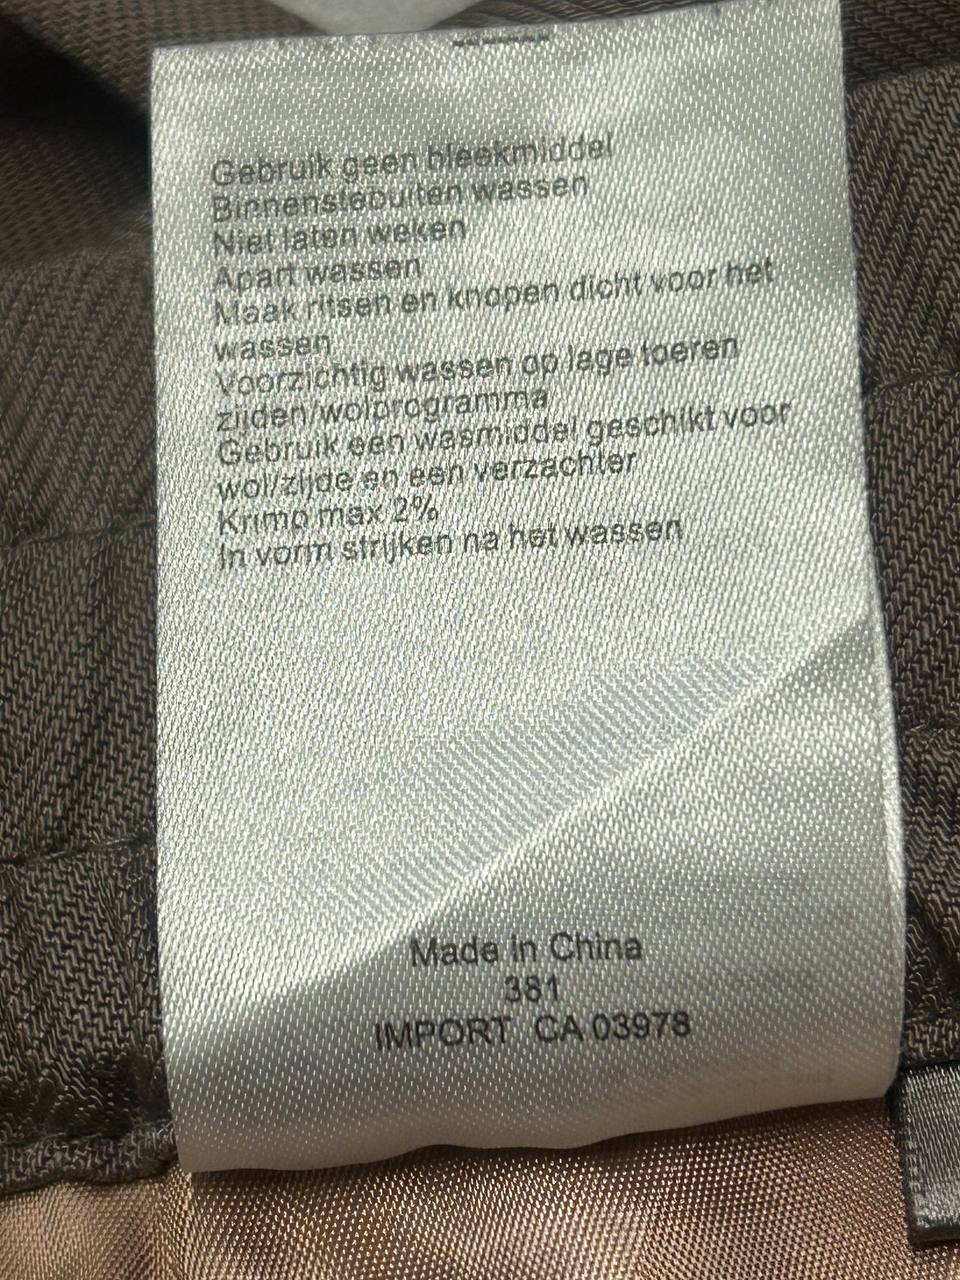 Gebruik geen bleekmiddel
Binnenstebuiten wassen
Niet laten weken
Apart wassen
Maak ritsen en knopen dicht voor het
wassen
Voorzichtig wassen op lage toeren
zijden/wolprogramma
Gebruik een wasmiddel geschikt voor
wol/zijde en een verzachter
Krimp max 2%
In vorm strijken na het wassen
Made in China
381
IMPORT CA 03978